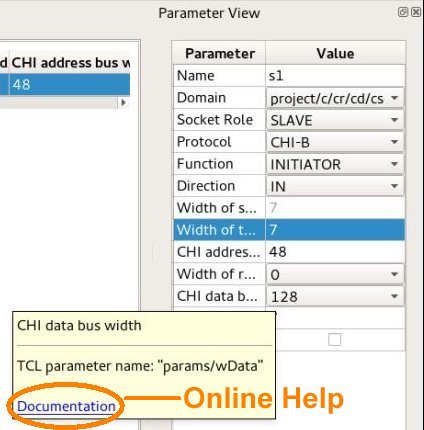 Parameter View
d CHI address bus w
48
Parameter Value
Name s1
Domain project/c/cr/cd/cs
Socket Role SLAVE
Protocol CHI-B
Function INITIATOR
Direction IN
Width of s... 7
Width of t... 7
CHI addres... 48
Width of r... 0
CHI data b... 128
CHI data bus width
TCL parameter name: "params/wData"
Documentation
Online Help